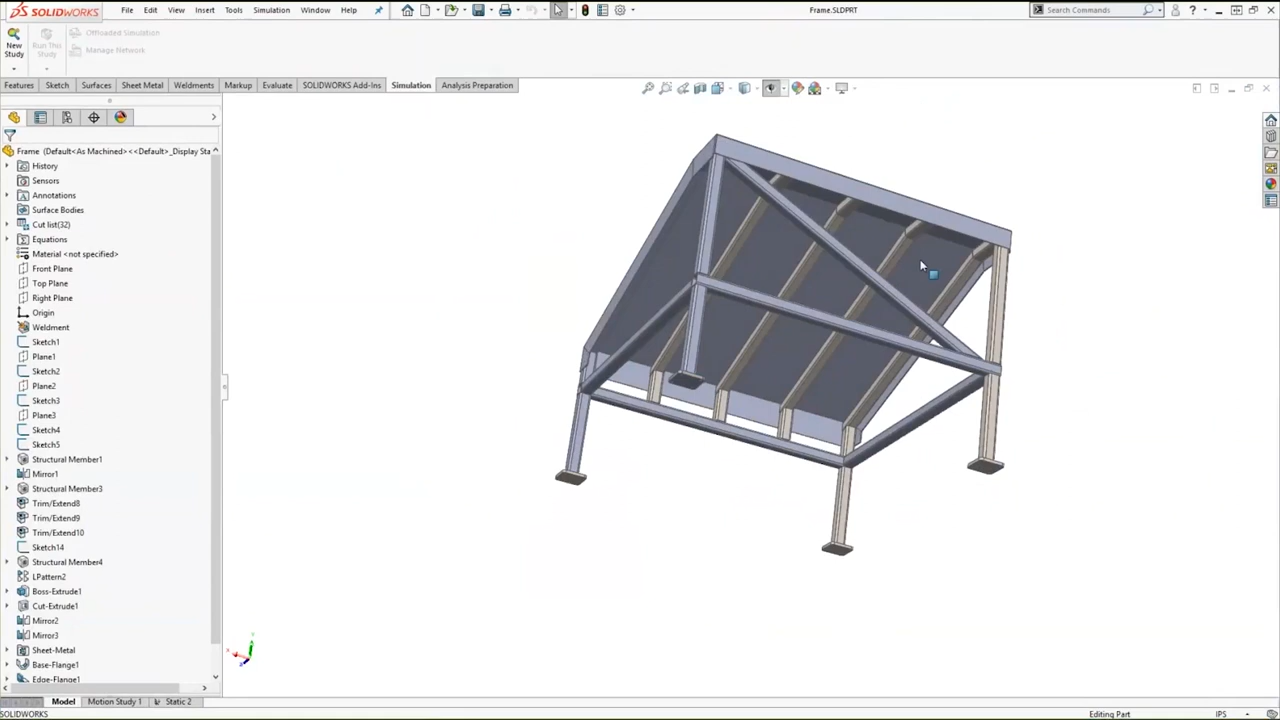 SOLIDWORKS File Edit View Insert Tools Simulation Window Help Frame.SLDPRT Search Commands
New Study
Run This Study
Offloaded Simulation
Manage Network
Features Sketch Surfaces Sheet Metal Weldments Markup Evaluate SOLIDWORKS Add-Ins Simulation Analysis Preparation
Frame (Default<As Machined><<Default>_Display Sta
History
Sensors
Annotations
Surface Bodies
Cut list(32)
Equations
Material <not specified>
Front Plane
Top Plane
Right Plane
Origin
Weldment
Sketch1
Plane1
Sketch2
Plane2
Sketch3
Plane3
Sketch4
Sketch5
Structural Member1
Mirror1
Structural Member3
Trim/Extend8
Trim/Extend9
Trim/Extend10
Sketch14
Structural Member4
LPattern2
Boss-Extrude1
Cut-Extrude1
Mirror2
Mirror3
Sheet-Metal
Base-Flange1
Edge-Flange1
Model Motion Study 1 Static 2
SOLIDWORKS Editing Part IPS